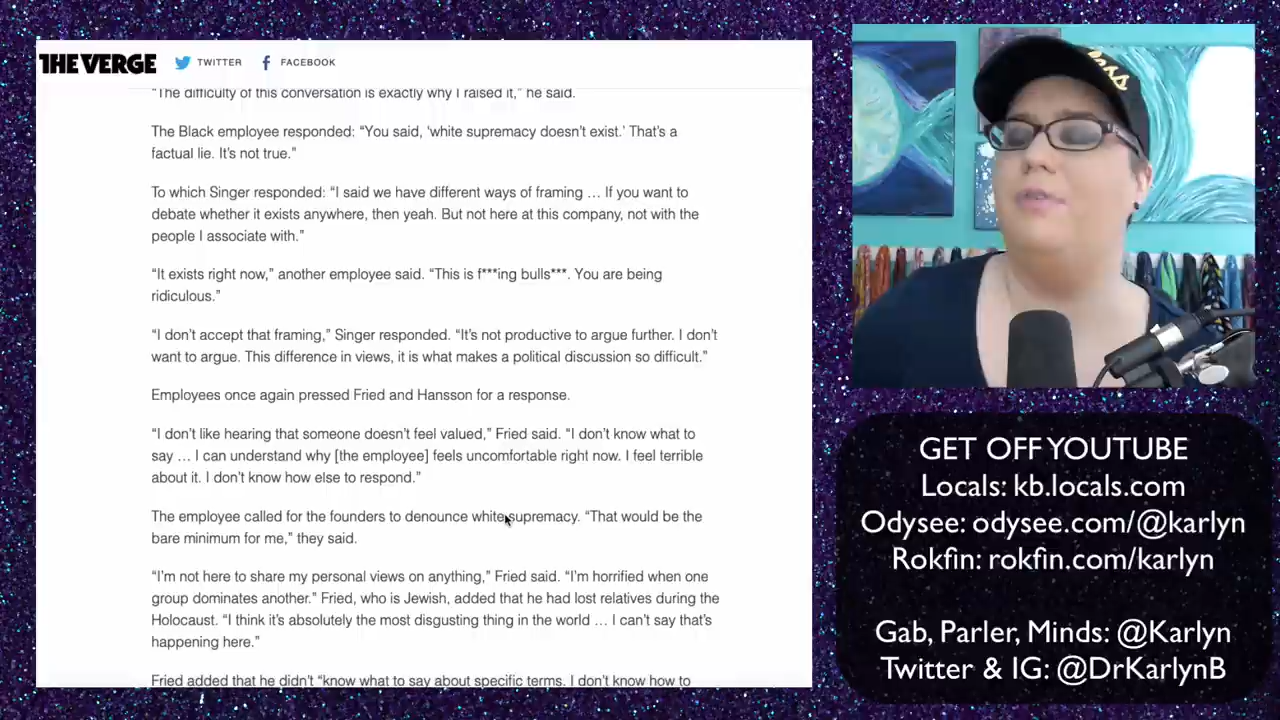 THE VERGE TWITTER FACEBOOK
“The difficulty of this conversation is exactly why I raised it,” he said.
The Black employee responded: “You said, ‘white supremacy doesn’t exist.’ That’s a
factual lie. It’s not true.”
To which Singer responded: “I said we have different ways of framing … If you want to
debate whether it exists anywhere, then yeah. But not here at this company, not with the
people I associate with.”
“It exists right now,” another employee said. “This is f***ing bulls***. You are being
ridiculous.”
“I don’t accept that framing,” Singer responded. “It’s not productive to argue further. I don’t
want to argue. This difference in views, it is what makes a political discussion so difficult.”
Employees once again pressed Fried and Hansson for a response.
“I don’t like hearing that someone doesn’t feel valued,” Fried said. “I don’t know what to
say … I can understand why [the employee] feels uncomfortable right now. I feel terrible
about it. I don’t know how else to respond.”
The employee called for the founders to denounce white supremacy. “That would be the
bare minimum for me,” they said.
“I’m not here to share my personal views on anything,” Fried said. “I’m horrified when one
group dominates another.” Fried, who is Jewish, added that he had lost relatives during the
Holocaust. “I think it’s absolutely the most disgusting thing in the world … I can’t say that’s
happening here.”
Fried added that he didn’t “know what to say about specific terms. I don’t know how to
GET OFF YOUTUBE
Locals: kb.locals.com
Odysee: odysee.com/@karlyn
Rokfin: rokfin.com/karlyn
Gab, Parler, Minds: @Karlyn
Twitter & IG: @DrKarlynB